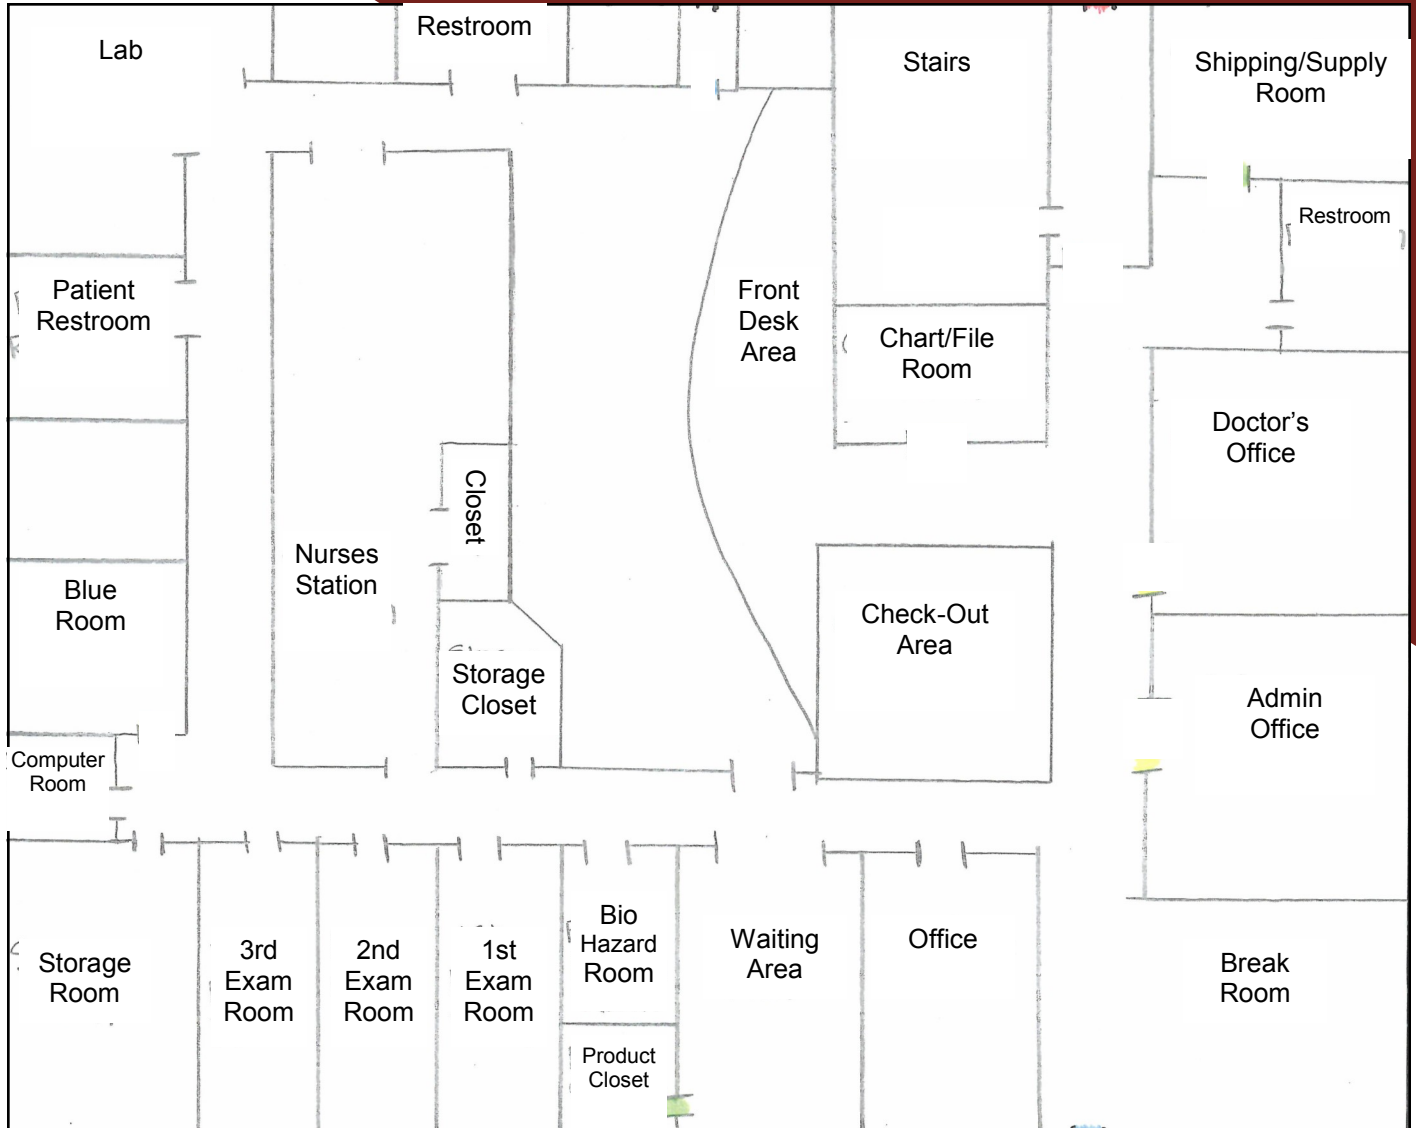 Lab
Restroom
Stairs
Shipping/Supply
Room
Restroom
Patient
Restroom
Front
Desk
Area
Chart/File
Room
Doctor's
Office
Closet
Nurses
Station
Blue
Room
Check-Out
Area
Storage
Closet
Admin
Office
Computer
Room
Storage
Room
3rd
Exam
Room
2nd
Exam
Room
1st
Exam
Room
Bio
Hazard
Room
Product
Closet
Waiting
Area
Office
Break
Room